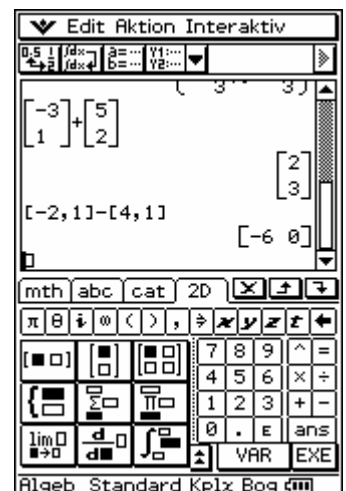 Edit Aktion Interaktiv
[-3 1]+[5 2]
[2 3]
[-2,1]-[4,1]
[-6 0]
mth abc cat 2D
π θ i ∞ ( ) , ⇒ x y z t ←
7 8 9 ^ =
4 5 6 × ÷
1 2 3 + −
0 . E ans
lim d Σ Π ∫
VAR EXE
Algeb Standard Kplx Bog